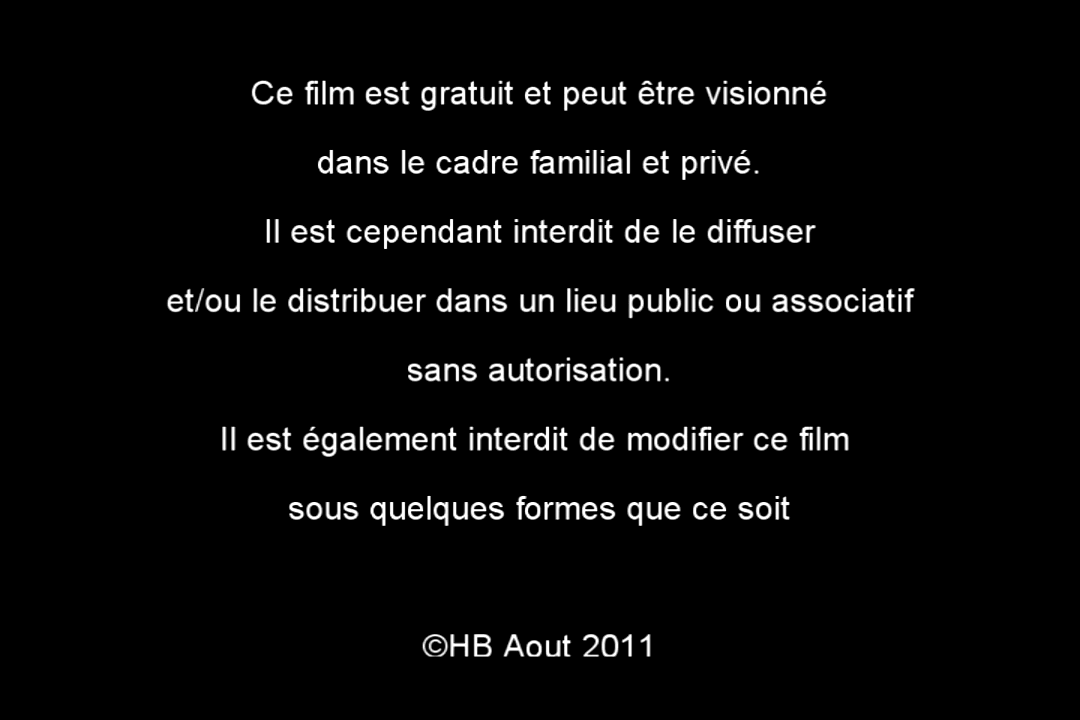 Ce film est gratuit et peut être visionné
dans le cadre familial et privé.
Il est cependant interdit de le diffuser
et/ou le distribuer dans un lieu public ou associatif
sans autorisation.
Il est également interdit de modifier ce film
sous quelques formes que ce soit
©HB Aout 2011